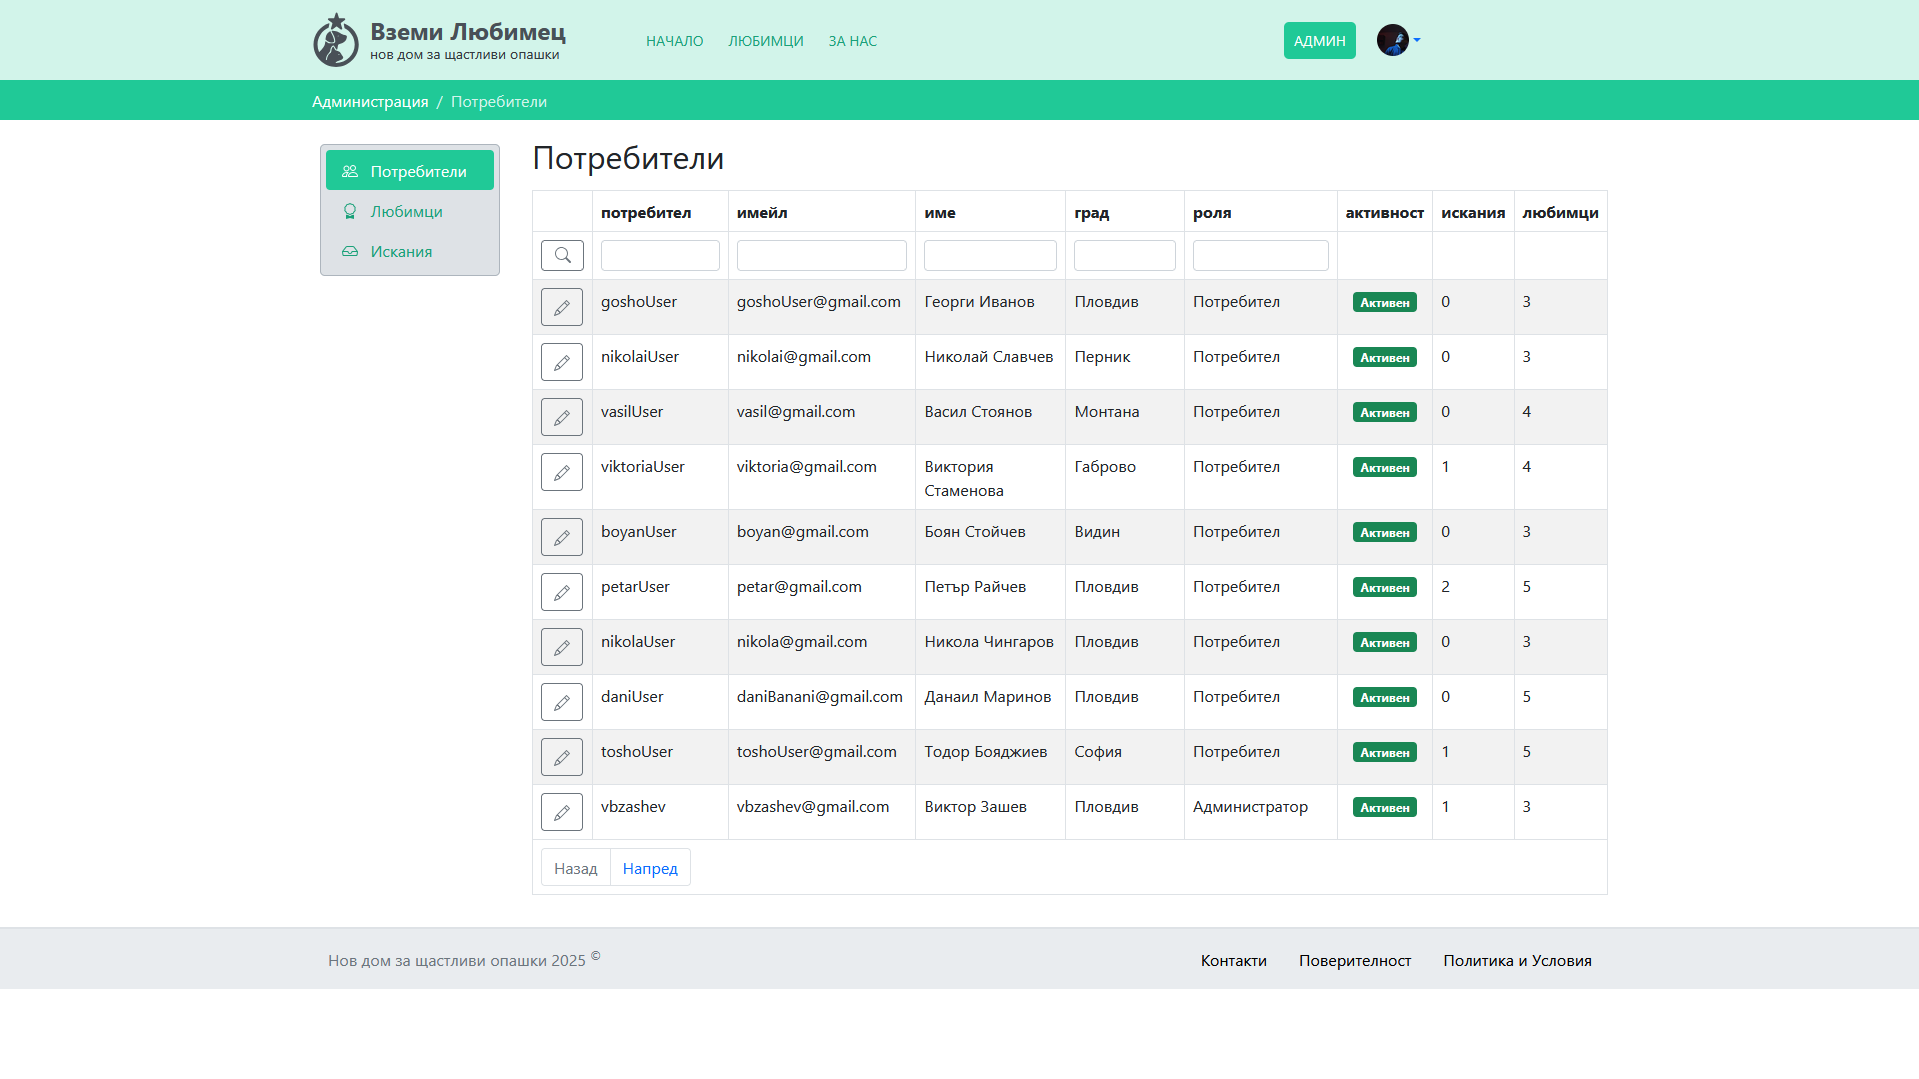 Вземи Любимец
нов дом за щастливи опашки
НАЧАЛО ЛЮБИМЦИ ЗА НАС
АДМИН
Администрация / Потребители
Потребители
Любимци
Искания
Потребители
потребител имейл име град роля активност искания любимци
goshoUser goshoUser@gmail.com Георги Иванов Пловдив Потребител Активен 0 3
nikolaiUser nikolai@gmail.com Николай Славчев Перник Потребител Активен 0 3
vasilUser vasil@gmail.com Васил Стоянов Монтана Потребител Активен 0 4
viktoriaUser viktoria@gmail.com Виктория Габрово Потребител Активен 1 4
Стаменова
boyanUser boyan@gmail.com Боян Стойчев Видин Потребител Активен 0 3
petarUser petar@gmail.com Петър Райчев Пловдив Потребител Активен 2 5
nikolaUser nikola@gmail.com Никола Чингаров Пловдив Потребител Активен 0 3
daniUser daniBanani@gmail.com Данаил Маринов Пловдив Потребител Активен 0 5
toshoUser toshoUser@gmail.com Тодор Бояджиев София Потребител Активен 1 5
vbzashev vbzashev@gmail.com Виктор Зашев Пловдив Администратор Активен 1 3
Назад Напред
Нов дом за щастливи опашки 2025 ©
Контакти Поверителност Политика и Условия